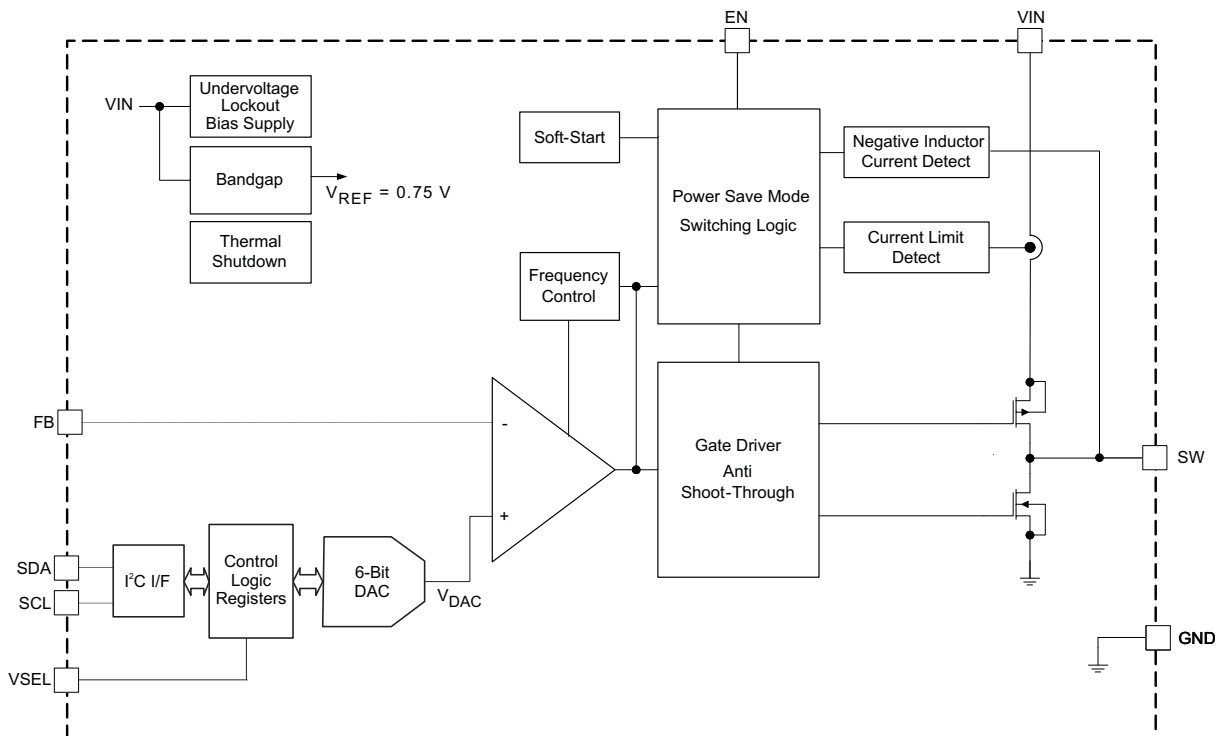 EN
VIN
VIN
Undervoltage
Lockout
Bias Supply
Bandgap
V_REF = 0.75 V
Thermal
Shutdown
Soft-Start
Power Save Mode
Switching Logic
Negative Inductor
Current Detect
Current Limit
Detect
Frequency
Control
FB
-
+
Gate Driver
Anti
Shoot-Through
SW
SDA
SCL
I²C I/F
Control
Logic
Registers
6-Bit
DAC
V_DAC
VSEL
GND